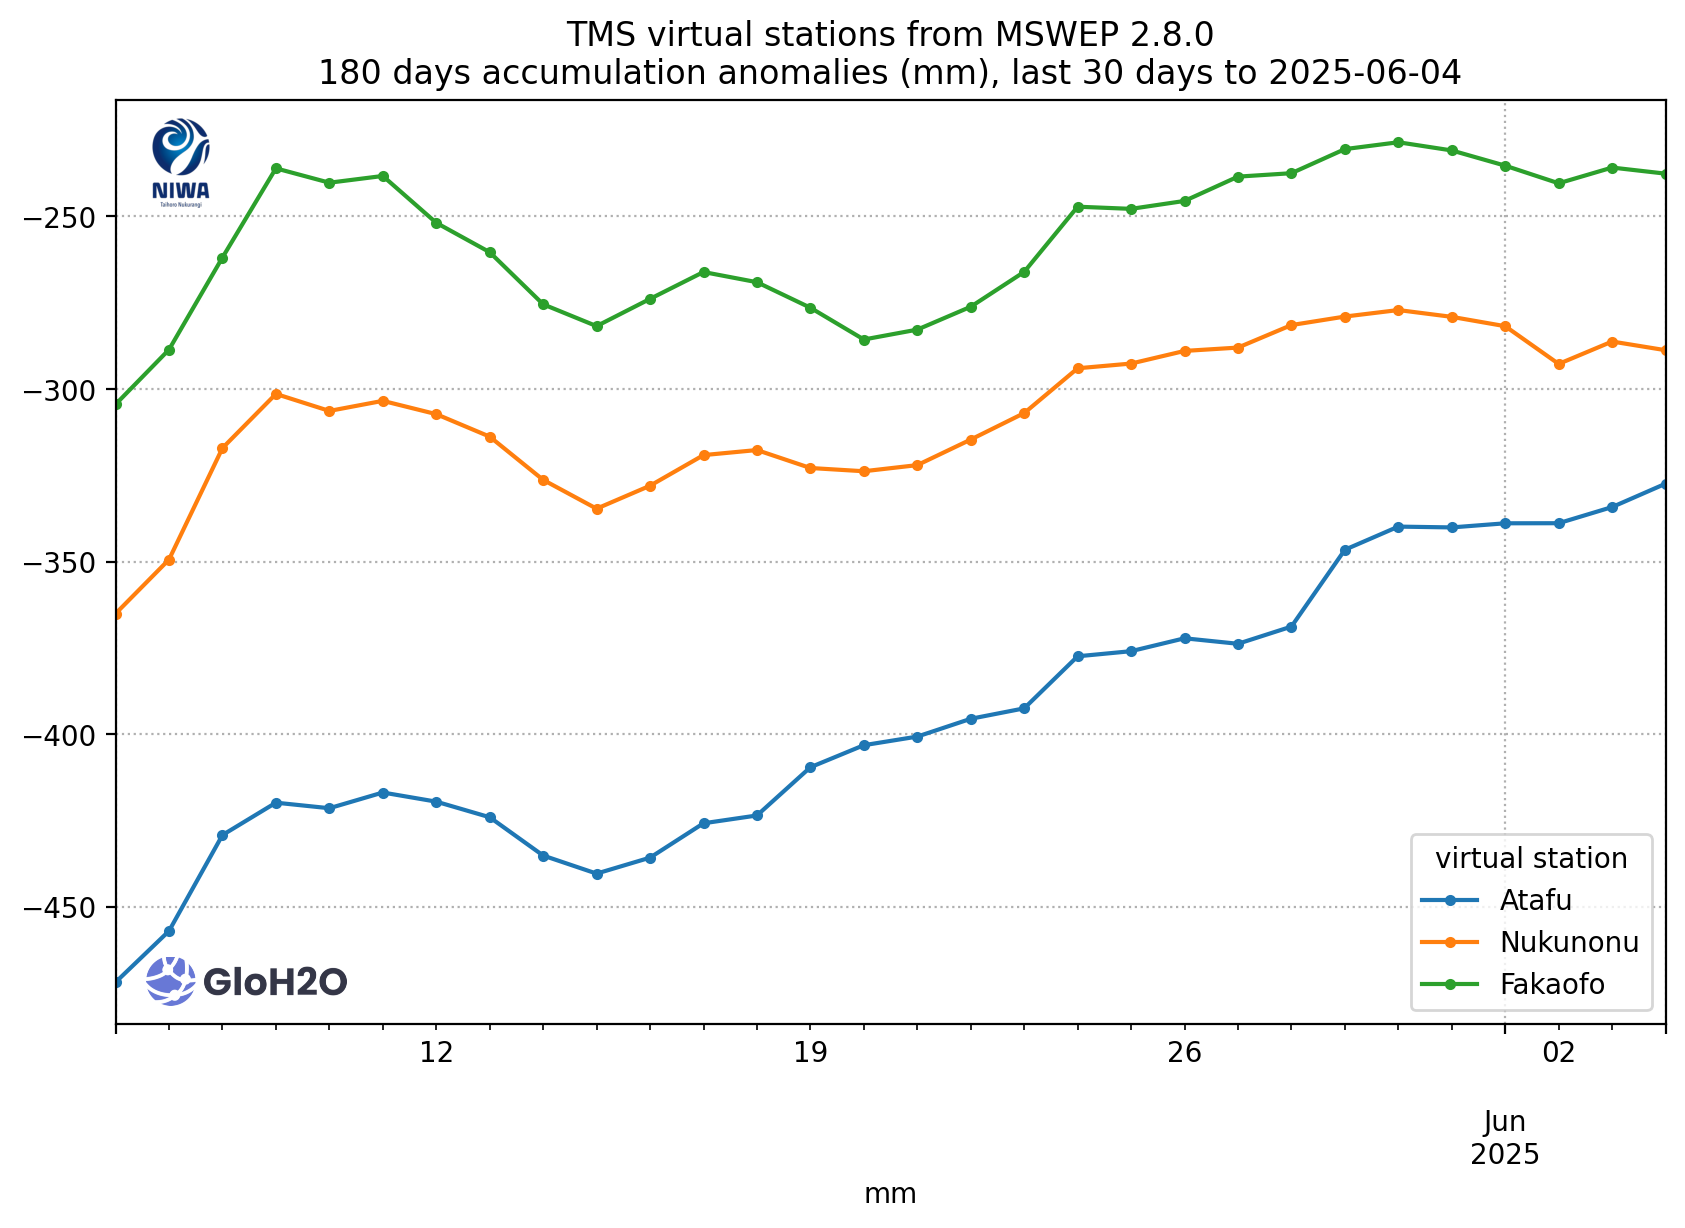 TMS virtual stations from MSWEP 2.8.0
180 days accumulation anomalies (mm), last 30 days to 2025-06-04
NIWA
Taihoro Nukurangi
−250
−300
−350
−400
−450
GloH2O
virtual station
Atafu
Nukunonu
Fakaofo
12
19
26
02
Jun
2025
mm